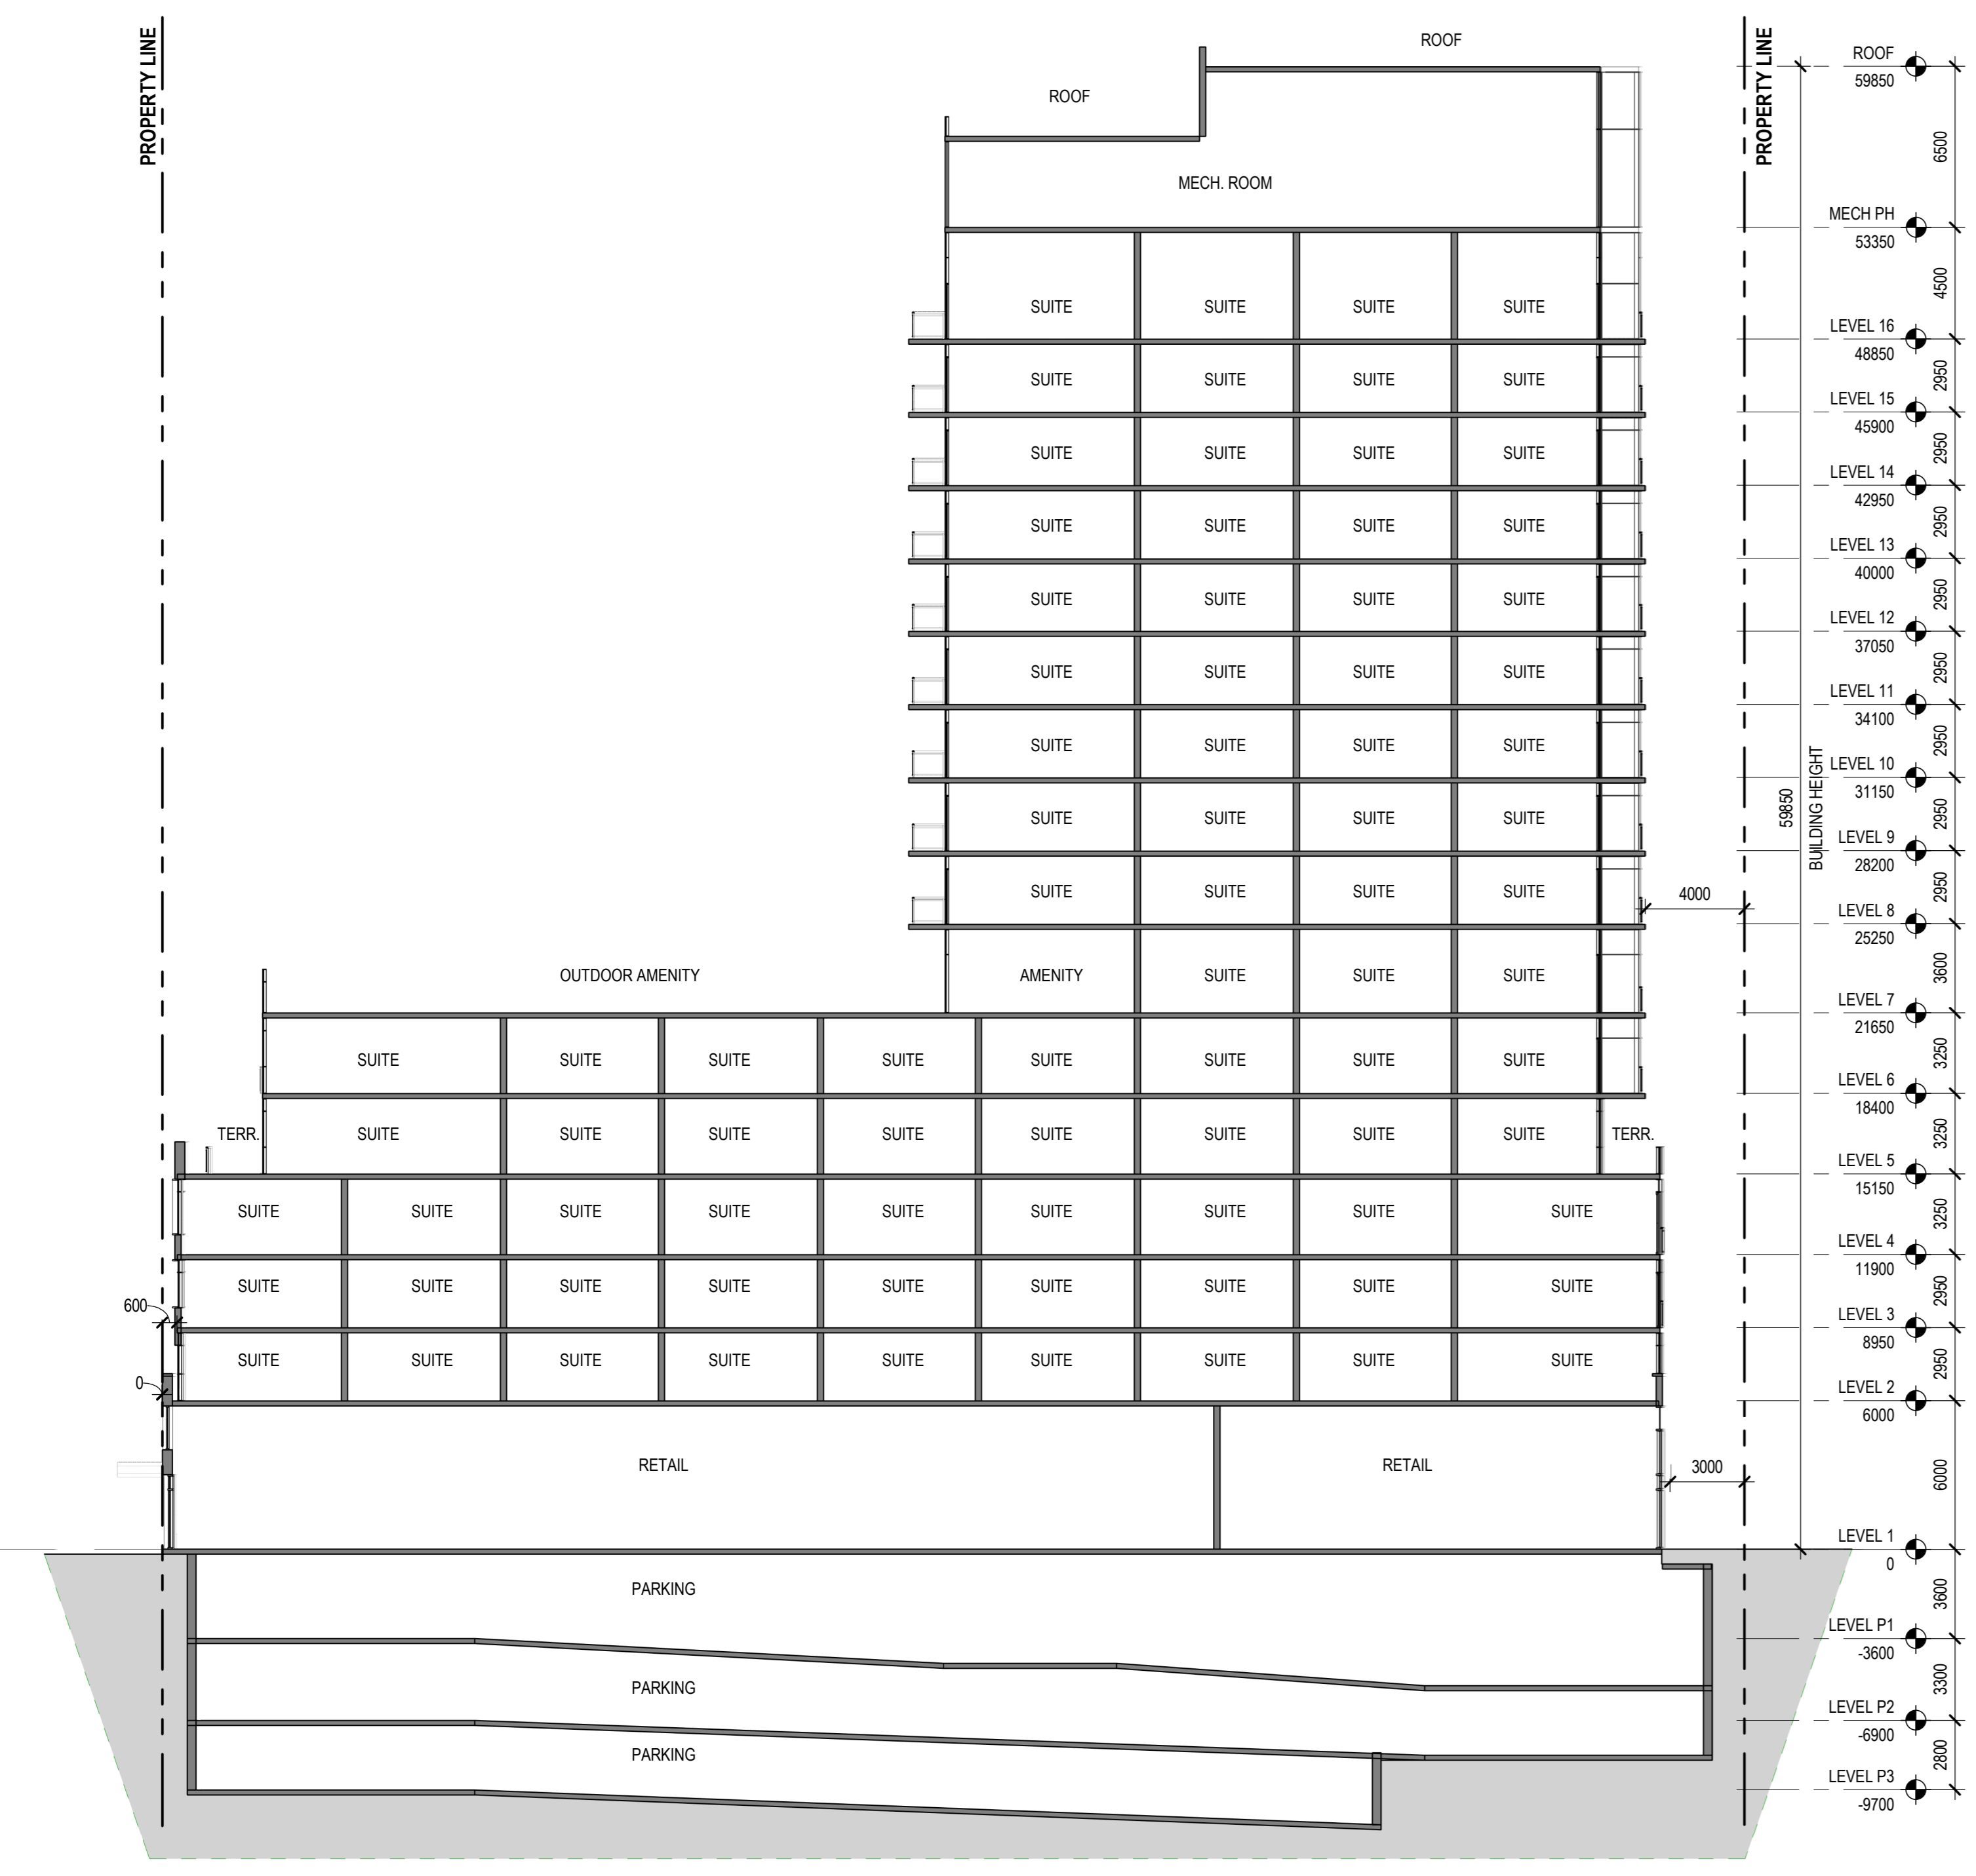 PROPERTY LINE
ROOF
PROPERTY LINE
ROOF
59850
ROOF
6500
MECH. ROOM
MECH PH
53350
4500
SUITE SUITE SUITE SUITE
LEVEL 16
48850
2950
SUITE SUITE SUITE SUITE
LEVEL 15
45900
2950
SUITE SUITE SUITE SUITE
LEVEL 14
42950
2950
SUITE SUITE SUITE SUITE
LEVEL 13
40000
2950
SUITE SUITE SUITE SUITE
LEVEL 12
37050
2950
SUITE SUITE SUITE SUITE
LEVEL 11
34100
2950
SUITE SUITE SUITE SUITE
LEVEL 10
31150
59850
BUILDING HEIGHT
2950
SUITE SUITE SUITE SUITE
LEVEL 9
28200
2950
SUITE SUITE SUITE SUITE
4000
LEVEL 8
25250
3600
OUTDOOR AMENITY AMENITY SUITE SUITE SUITE
LEVEL 7
21650
3250
SUITE SUITE SUITE SUITE SUITE SUITE SUITE SUITE
LEVEL 6
18400
3250
TERR. SUITE SUITE SUITE SUITE SUITE SUITE SUITE SUITE TERR.
LEVEL 5
15150
3250
SUITE SUITE SUITE SUITE SUITE SUITE SUITE SUITE SUITE
LEVEL 4
11900
2950
SUITE SUITE SUITE SUITE SUITE SUITE SUITE SUITE SUITE
600
LEVEL 3
8950
2950
SUITE SUITE SUITE SUITE SUITE SUITE SUITE SUITE SUITE
0
LEVEL 2
6000
6000
RETAIL RETAIL
3000
LEVEL 1
0
3600
PARKING
LEVEL P1
-3600
3300
PARKING
LEVEL P2
-6900
2800
PARKING
LEVEL P3
-9700